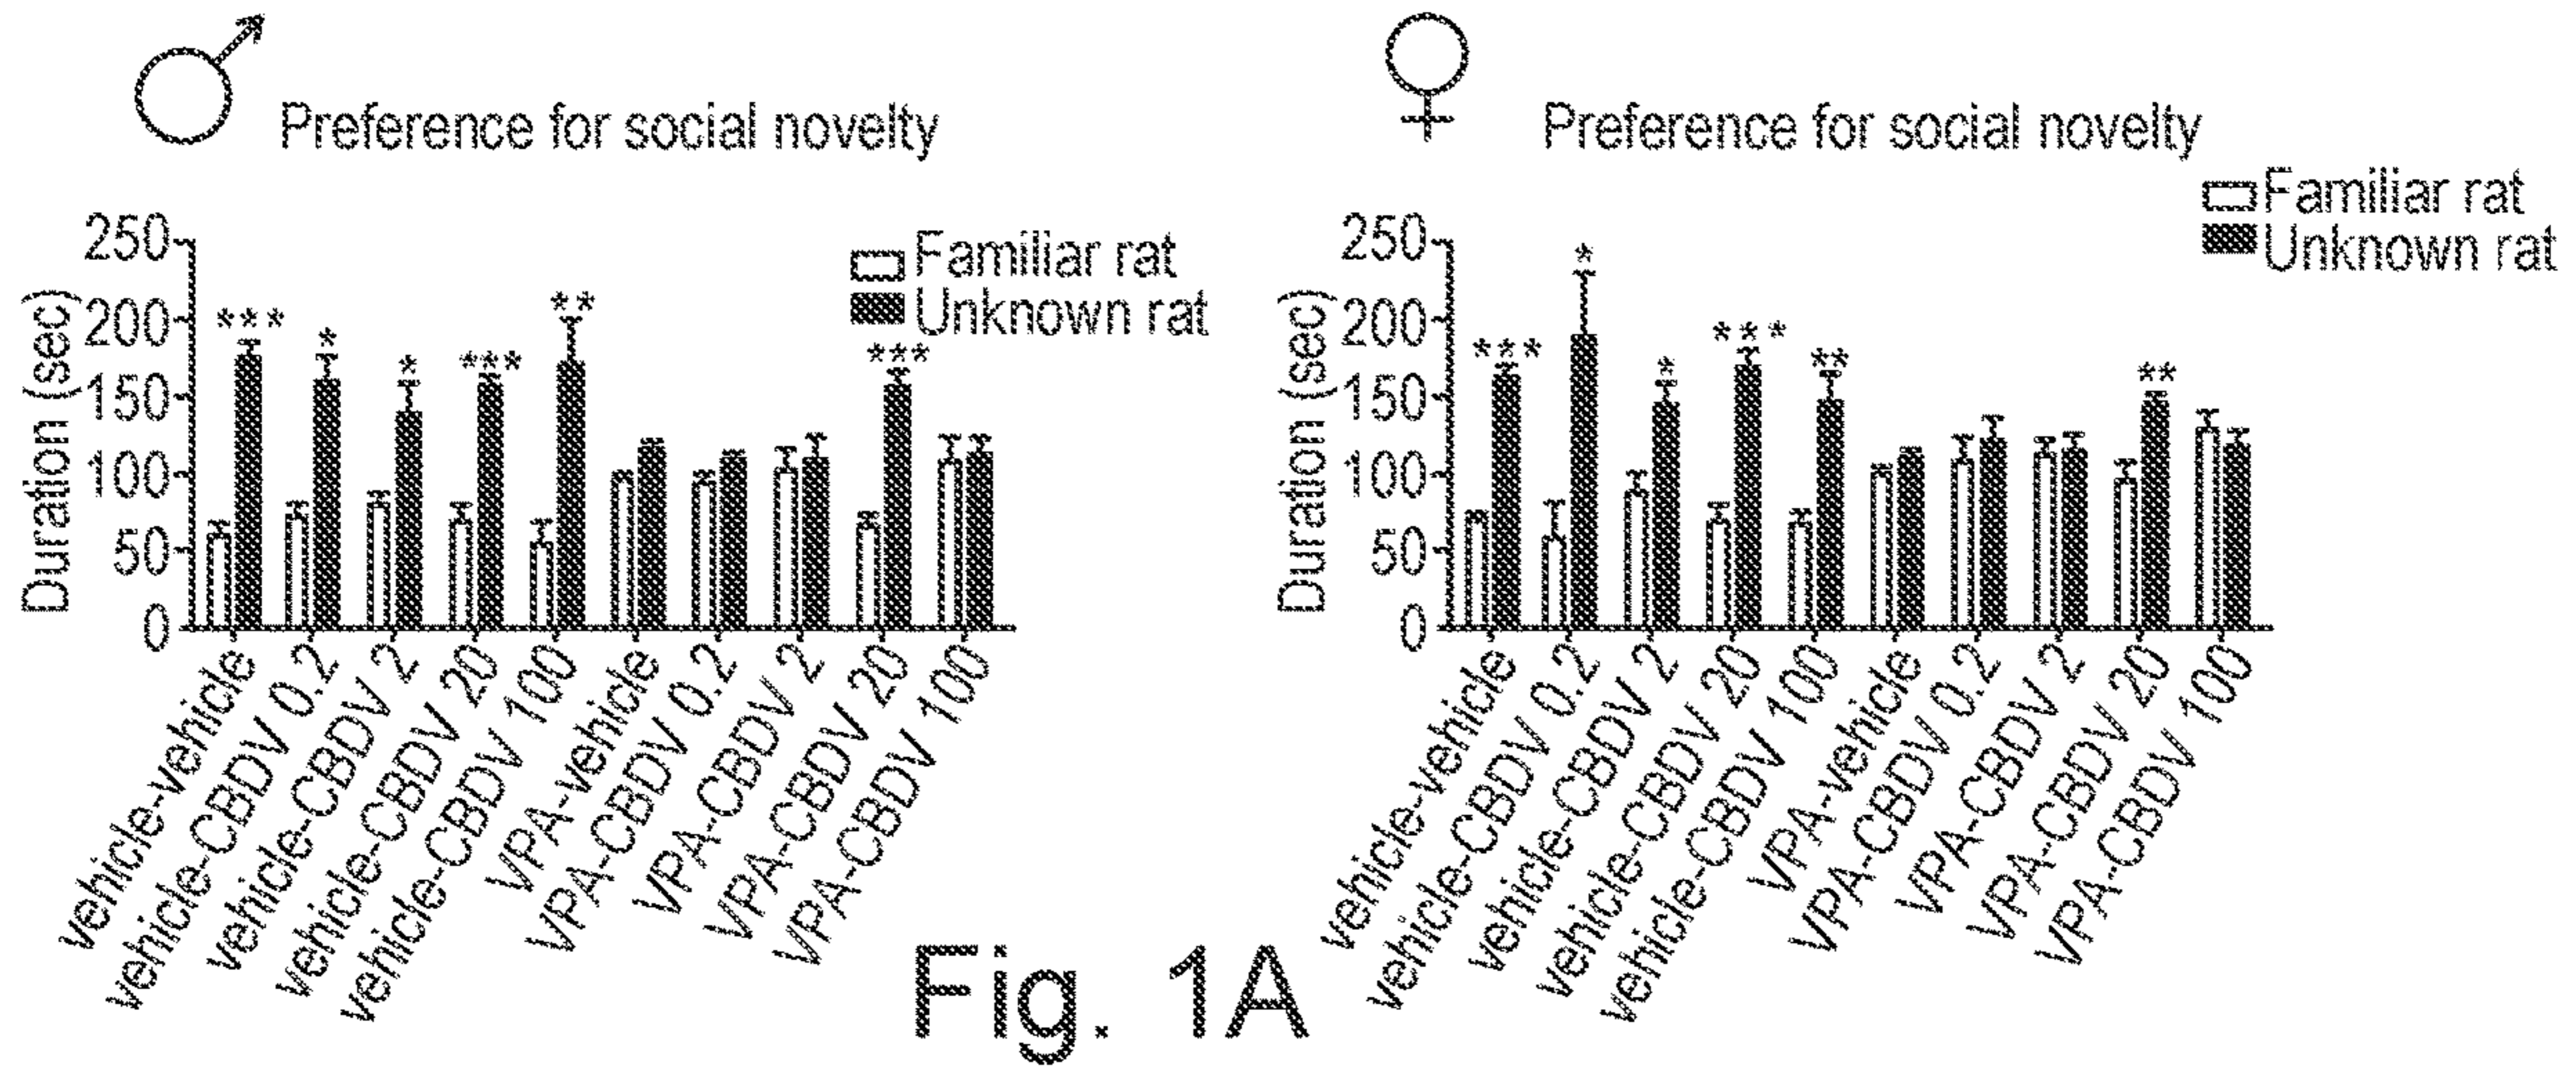 Preference for social novelty
Familiar rat
Unknown rat
***
*
*
***
**
***
250
200
150
100
50
0
Duration (sec)
vehicle-vehicle
vehicle-CBDV 0.2
vehicle-CBDV 2
vehicle-CBDV 20
vehicle-CBDV 100
VPA-vehicle
VPA-CBDV 0.2
VPA-CBDV 2
VPA-CBDV 20
VPA-CBDV 100
Preference for social novelty
Familiar rat
Unknown rat
***
*
*
***
**
**
250
200
150
100
50
0
Duration (sec)
vehicle-vehicle
vehicle-CBDV 0.2
vehicle-CBDV 2
vehicle-CBDV 20
vehicle-CBDV 100
VPA-vehicle
VPA-CBDV 0.2
VPA-CBDV 2
VPA-CBDV 20
VPA-CBDV 100
Fig. 1A